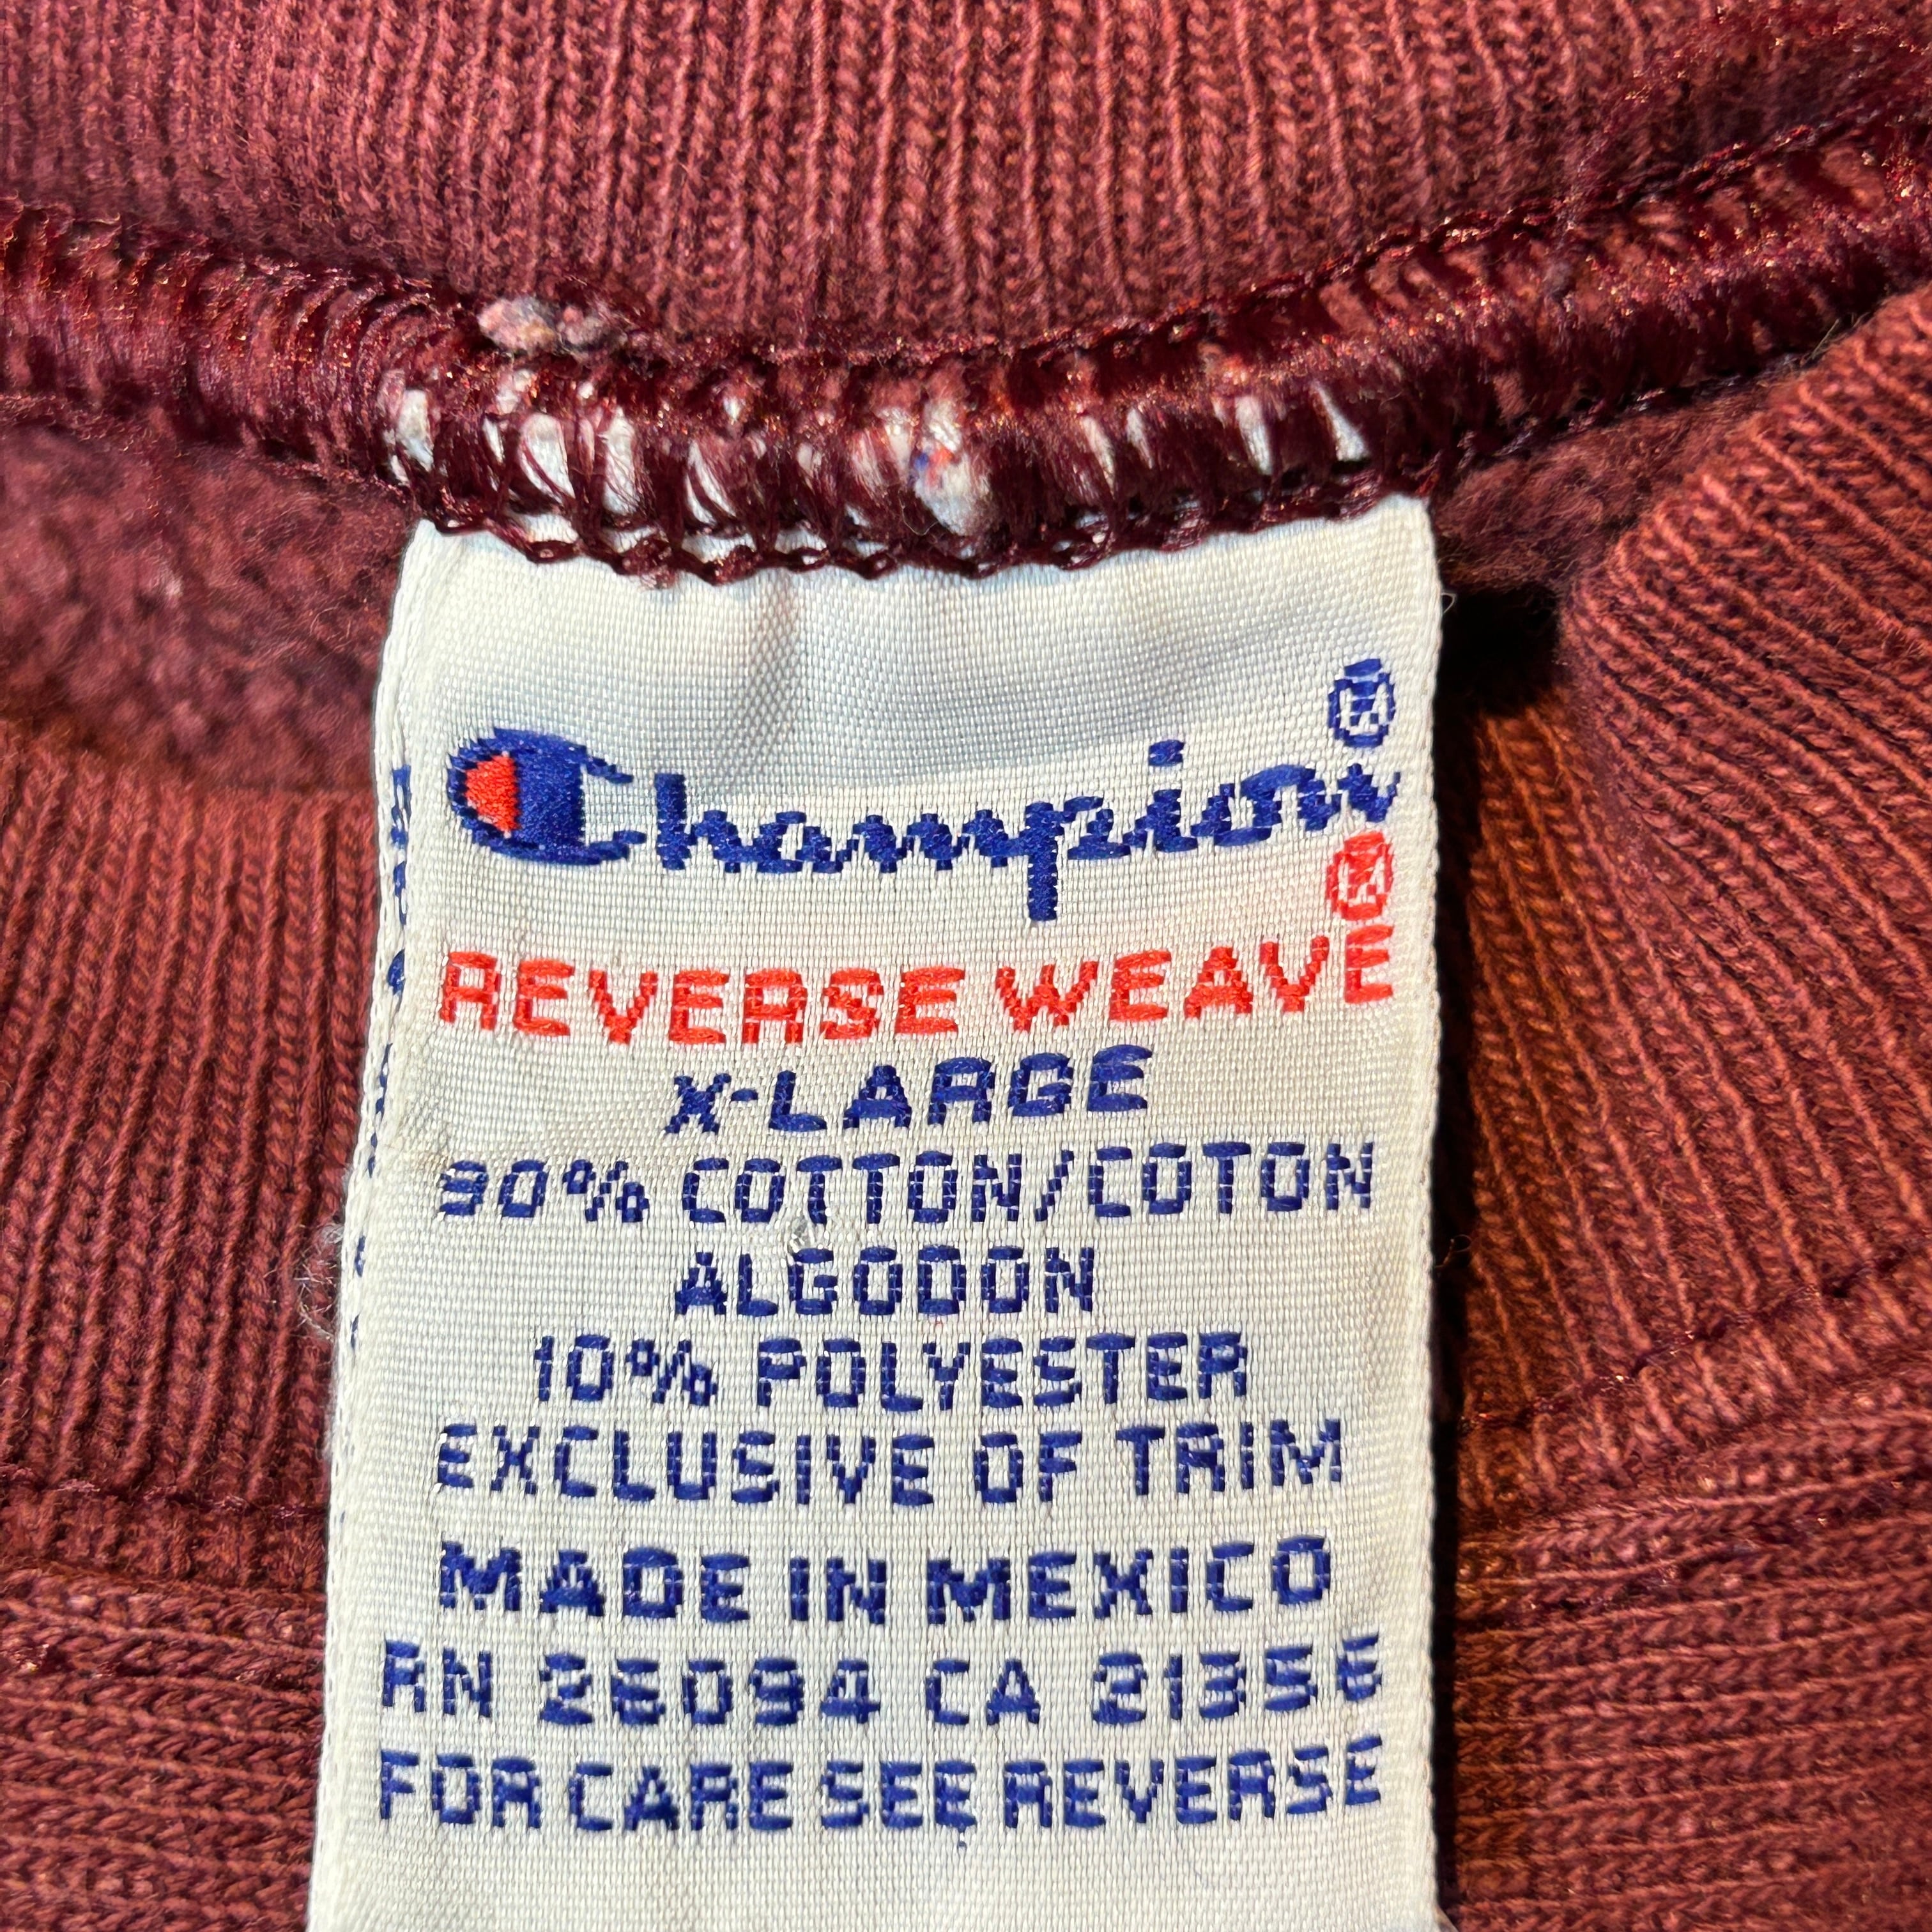 Champion®
REVERSE WEAVE®
X-LARGE
90% COTTON/COTON
ALGODON
10% POLYESTER
EXCLUSIVE OF TRIM
MADE IN MEXICO
RN 26094 CA 21356
FOR CARE SEE REVERSE